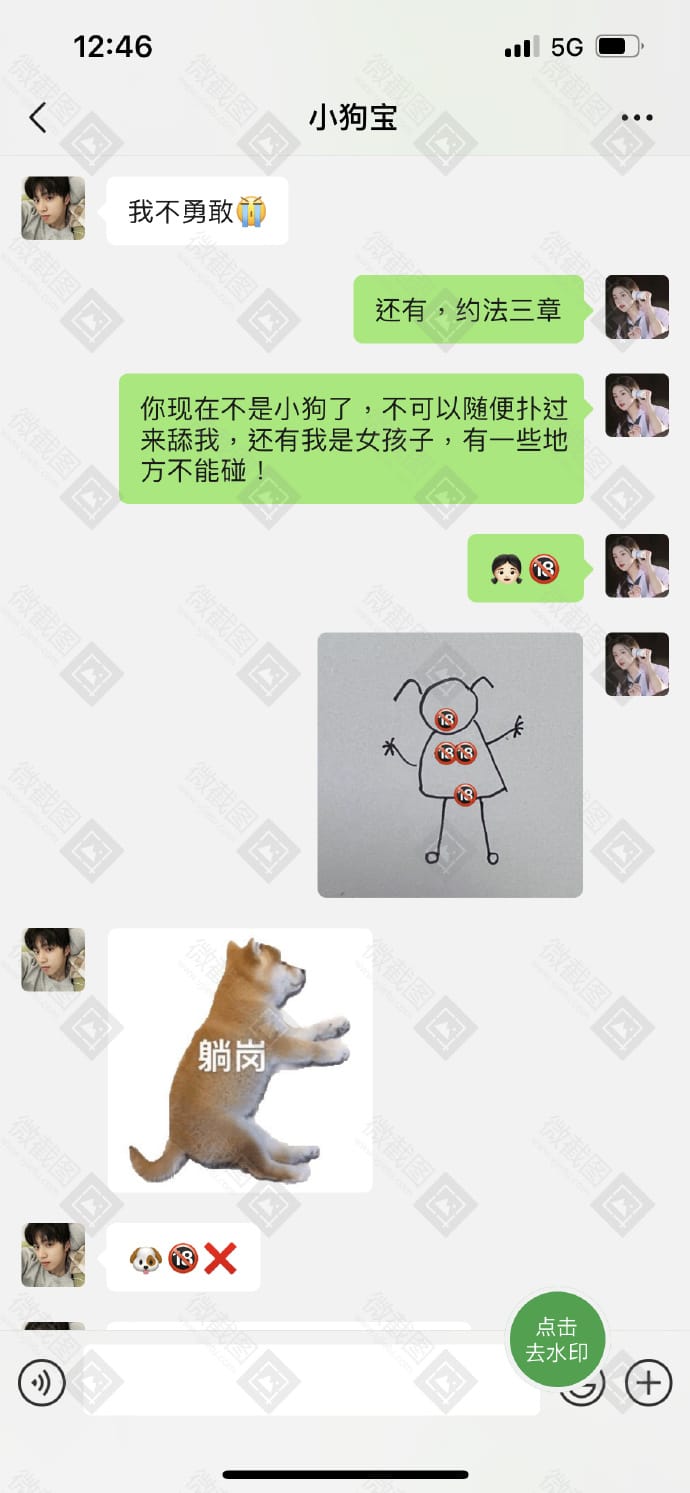 12:46
5G
小狗宝
我不勇敢😭
还有，约法三章
你现在不是小狗了，不可以随便扑过
来舔我，还有我是女孩子，有一些地
方不能碰！
👧🏻🔞
🔞
🔞🔞
🔞
躺岗
🐶🔞❌
点击
去水印
微截图